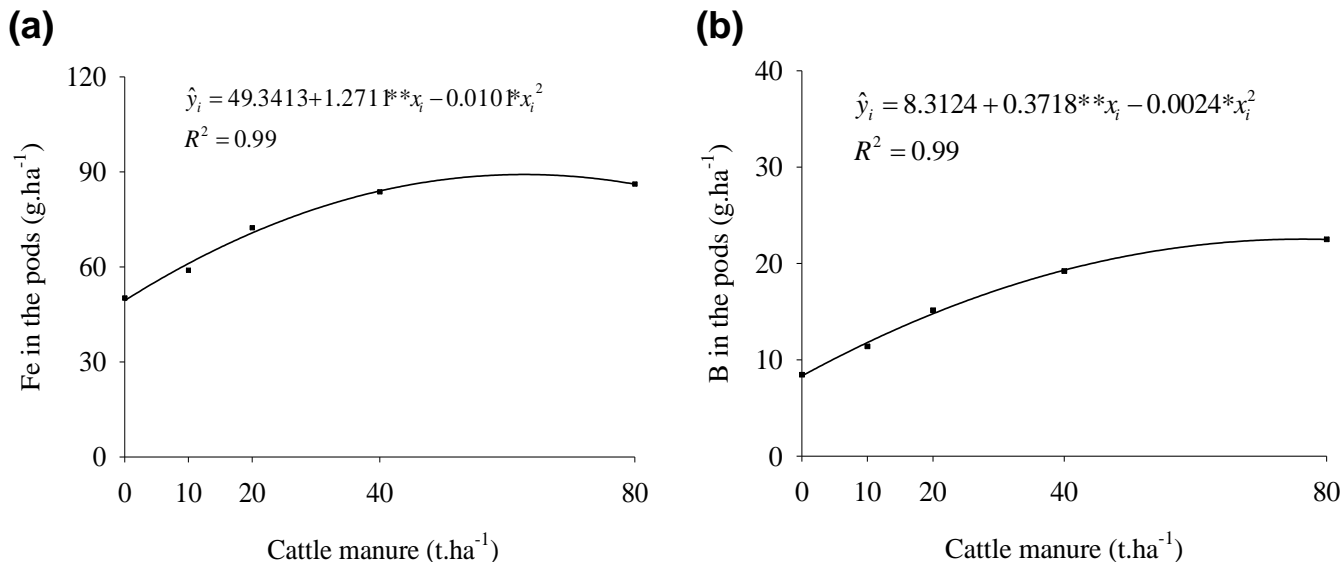 (a)
120
90
60
30
0
Fe in the pods (g.ha⁻¹)
ŷᵢ = 49.3413+1.2711**xᵢ − 0.0101*xᵢ²
R² = 0.99
0 10 20 40 80
Cattle manure (t.ha⁻¹)
(b)
40
30
20
10
0
B in the pods (g.ha⁻¹)
ŷᵢ = 8.3124 + 0.3718**xᵢ − 0.0024*xᵢ²
R² = 0.99
0 10 20 40 80
Cattle manure (t.ha⁻¹)